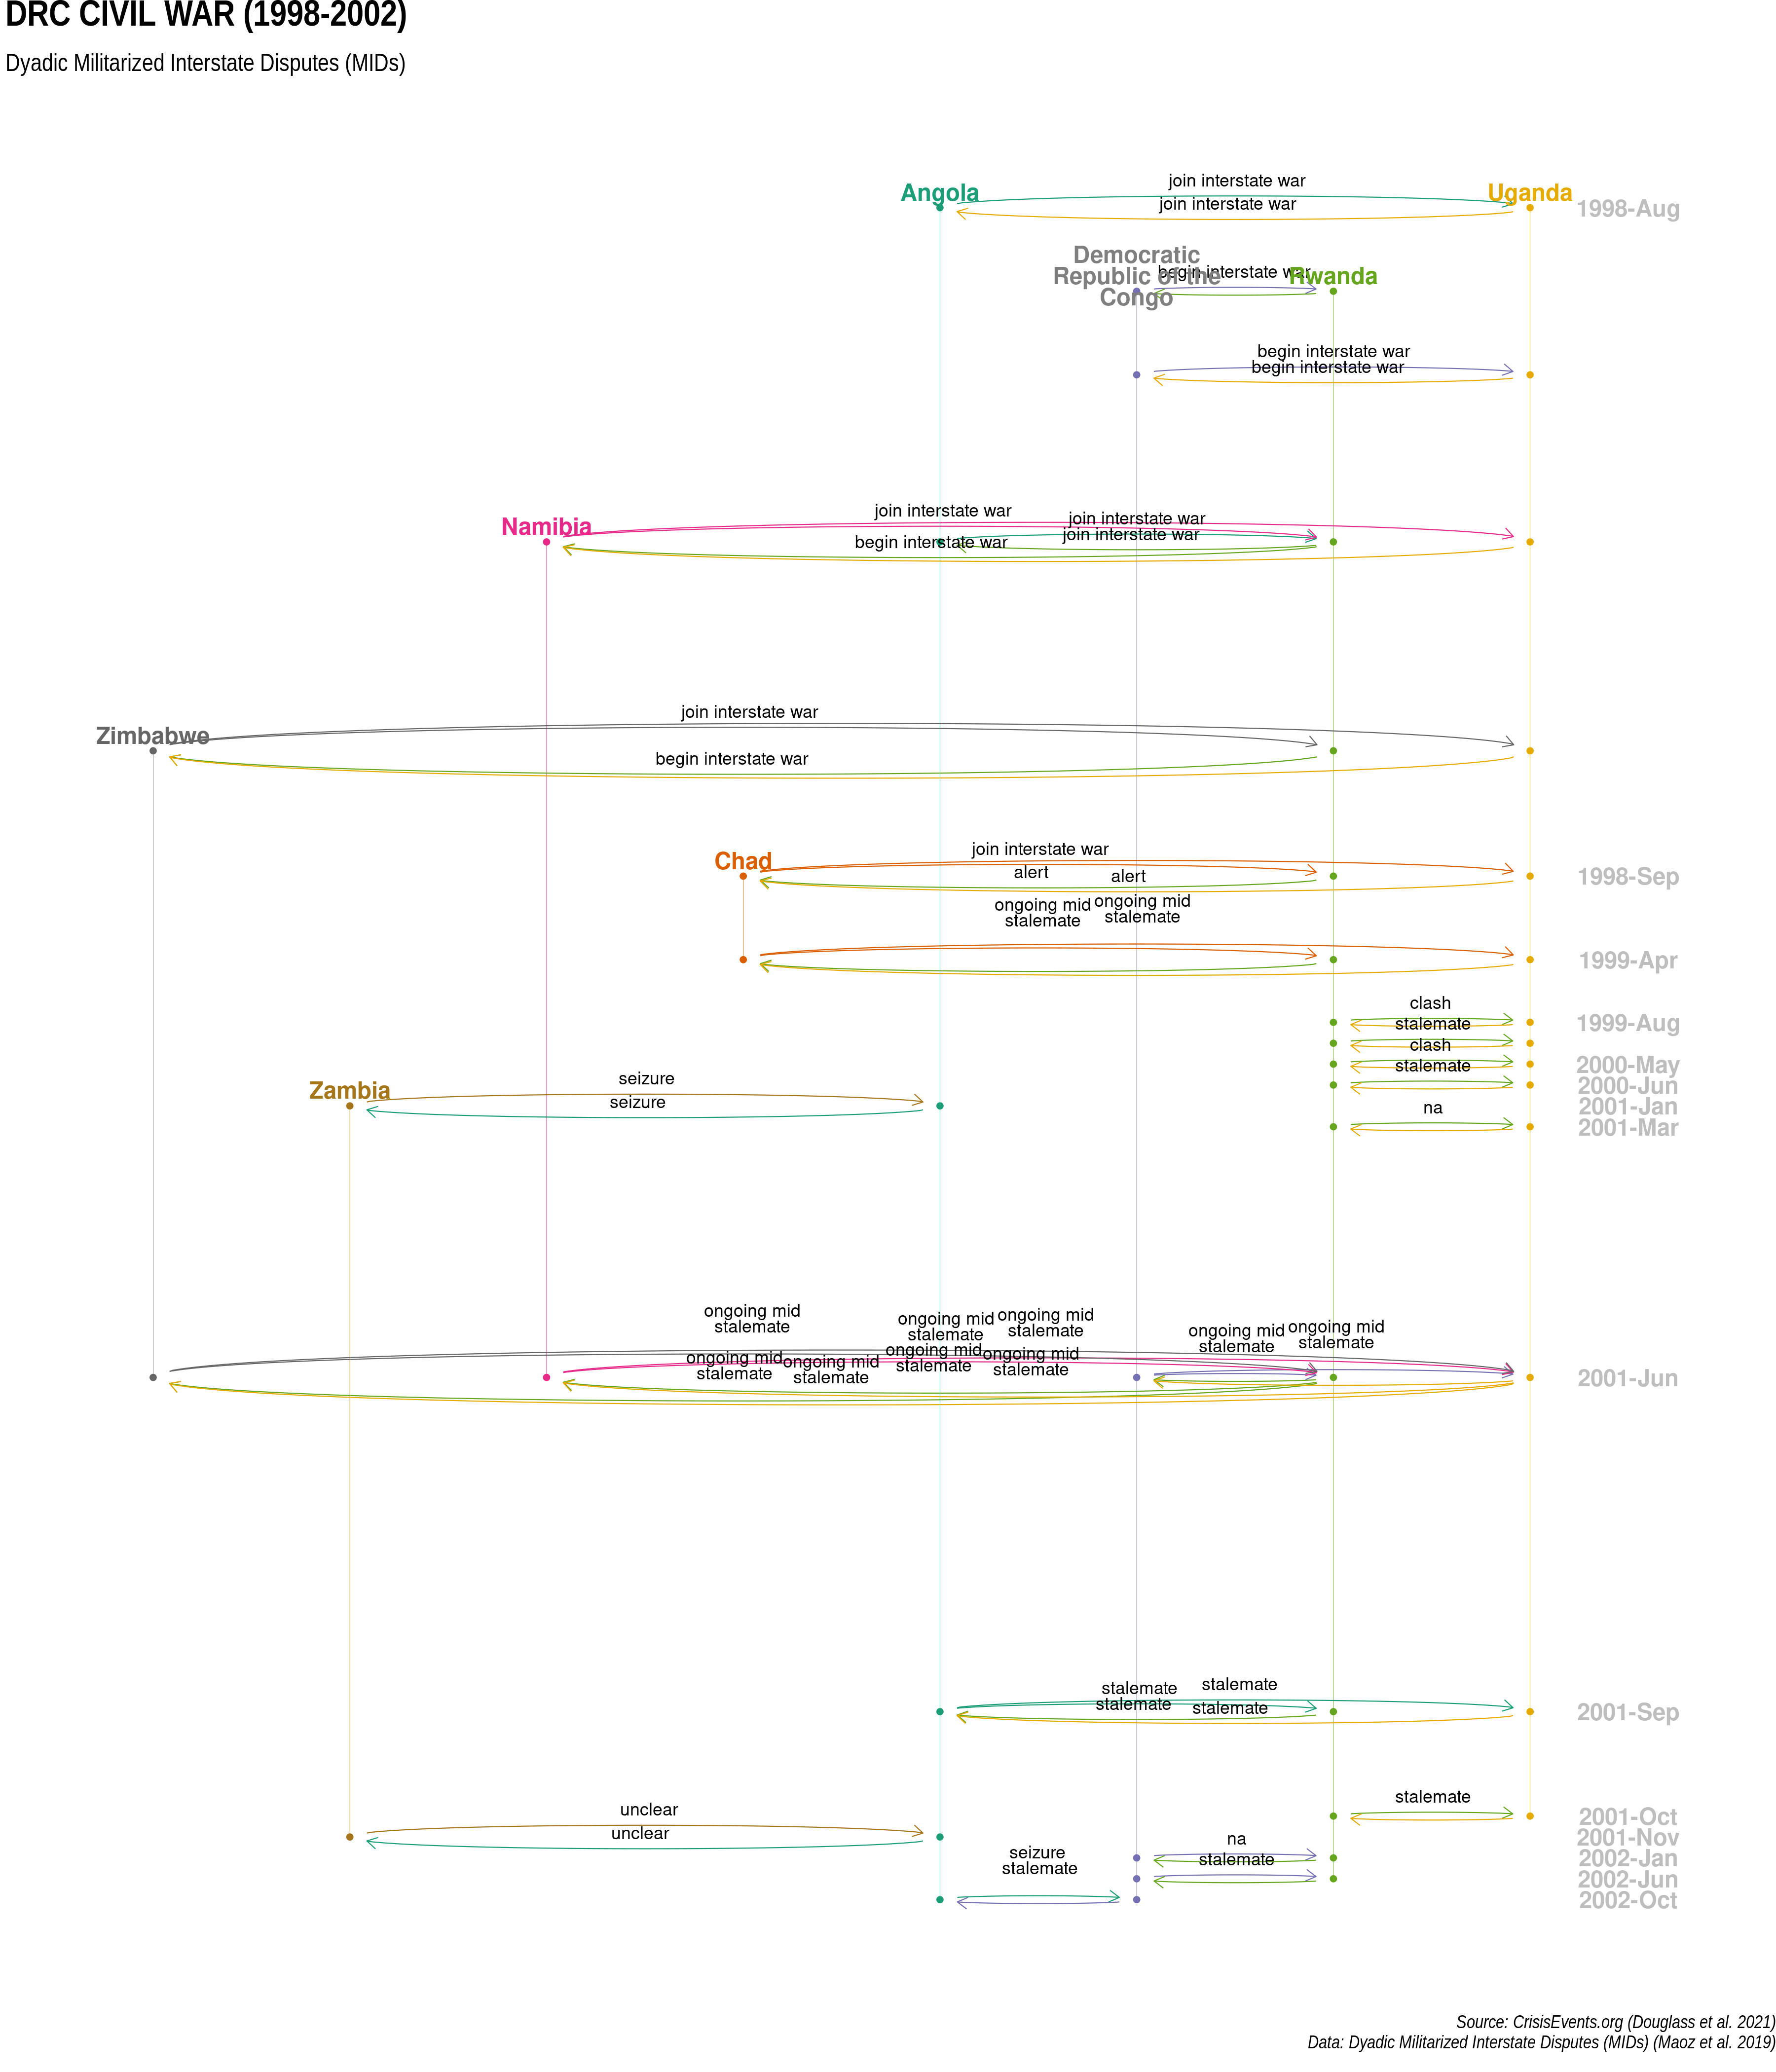 DRC CIVIL WAR (1998-2002)
Dyadic Militarized Interstate Disputes (MIDs)
join interstate war
Angola
Uganda
join interstate war
1998-Aug
Democratic
Republic of the
Congo
begin interstate war
Rwanda
begin interstate war
begin interstate war
join interstate war
Namibia
join interstate war
join interstate war
begin interstate war
join interstate war
Zimbabwe
begin interstate war
join interstate war
Chad
alert
alert
1998-Sep
ongoing mid
stalemate
ongoing mid
stalemate
1999-Apr
clash
1999-Aug
stalemate
clash
2000-May
stalemate
2000-Jun
seizure
Zambia
seizure
2001-Jan
na
2001-Mar
ongoing mid
stalemate
ongoing mid
stalemate
ongoing mid
stalemate
ongoing mid
stalemate
ongoing mid
stalemate
ongoing mid
stalemate
ongoing mid
stalemate
ongoing mid
stalemate
ongoing mid
stalemate
2001-Jun
stalemate
stalemate
stalemate
stalemate
2001-Sep
stalemate
2001-Oct
unclear
unclear
2001-Nov
na
2002-Jan
stalemate
2002-Jun
seizure
stalemate
2002-Oct
Source: CrisisEvents.org (Douglass et al. 2021)
Data: Dyadic Militarized Interstate Disputes (MIDs) (Maoz et al. 2019)